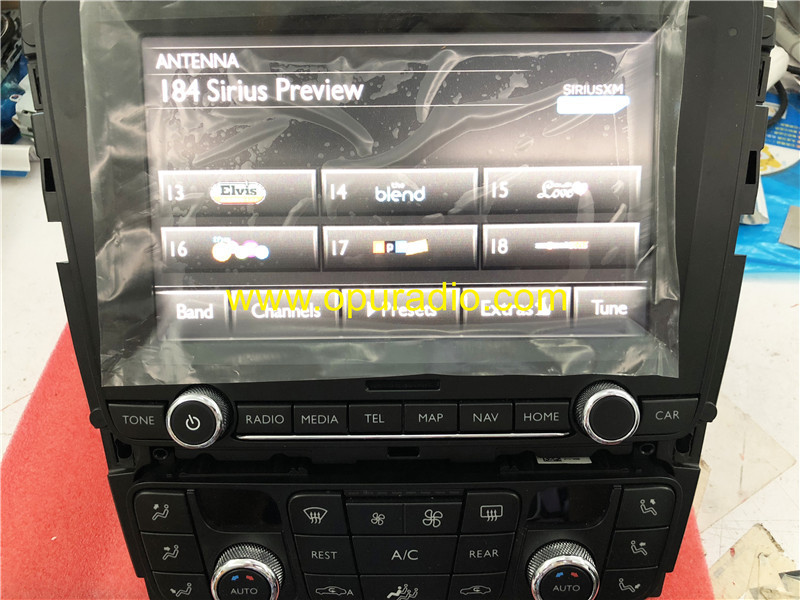 ANTENNA
184 Sirius Preview
SIRIUSXM
13 Elvis 14 the blend 15 Love
16 17 18
www.opuradio.com
Band Channels Presets Extras Tune
TONE RADIO MEDIA TEL MAP NAV HOME CAR
REST A/C REAR
AUTO A AUTO